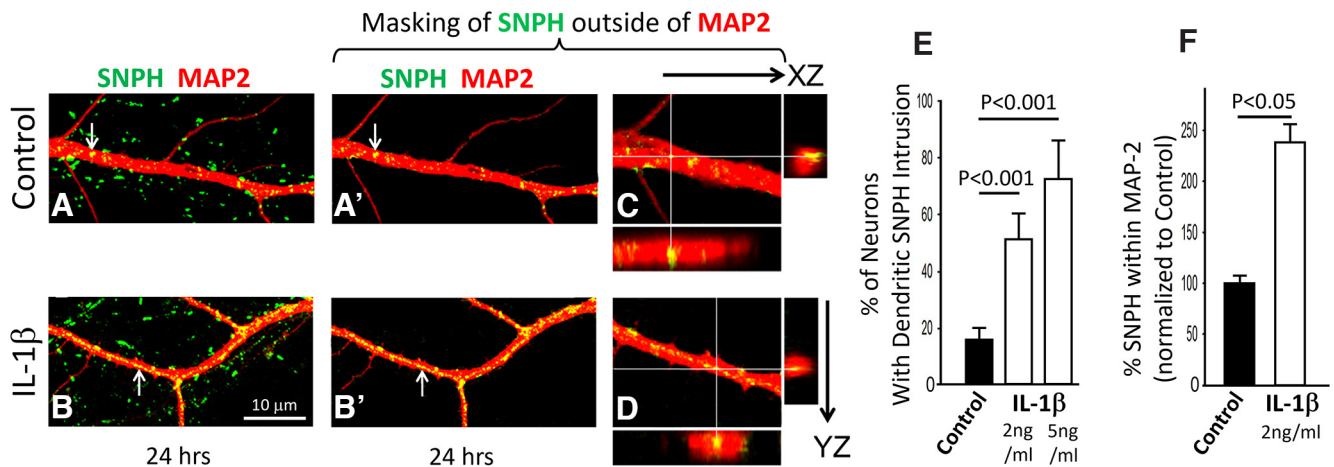 Masking of SNPH outside of MAP2
SNPH MAP2
SNPH MAP2
XZ
Control
A
A'
C
IL-1β
B
B'
D
10 μm
YZ
24 hrs
24 hrs
E
% of Neurons
With Dendritic SNPH Intrusion
100
80
60
40
20
0
P<0.001
P<0.001
Control
IL-1β
2ng
/ml
5ng
/ml
F
% SNPH within MAP-2
(normalized to Control)
250
200
150
100
50
0
P<0.05
Control
IL-1β
2ng/ml